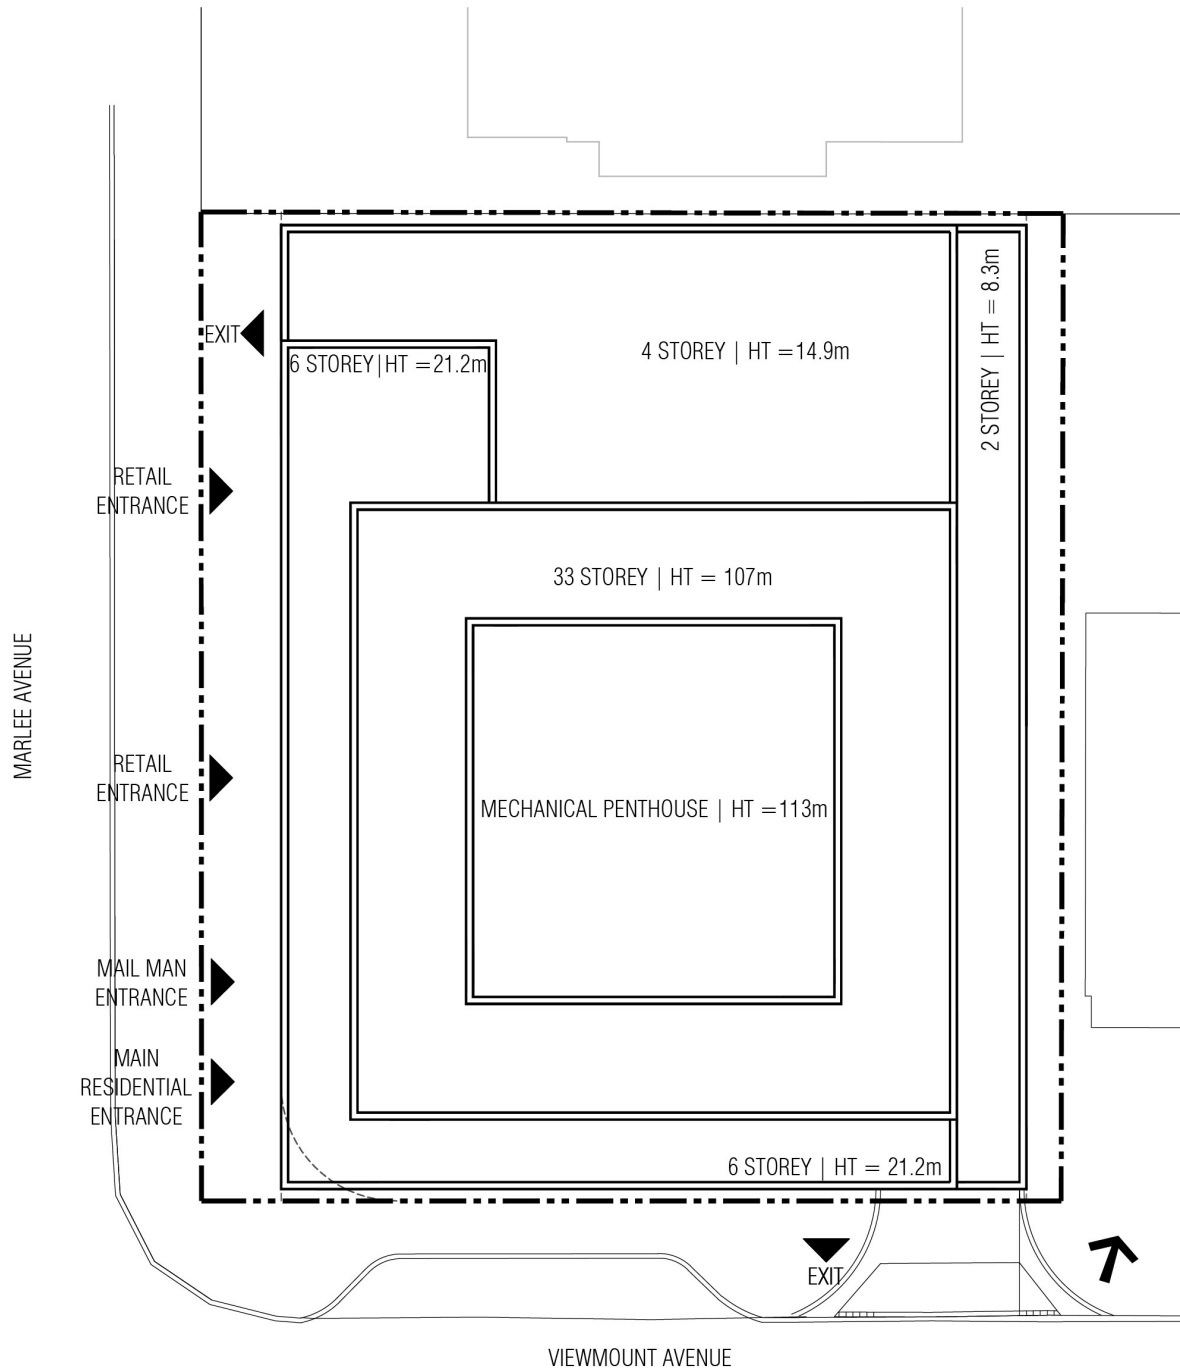 2 STOREY | HT = 8.3m
EXIT
4 STOREY | HT =14.9m
6 STOREY|HT =21.2m
RETAIL
ENTRANCE
33 STOREY | HT = 107m
MARLEE AVENUE
RETAIL
ENTRANCE
MECHANICAL PENTHOUSE | HT =113m
MAIL MAN
ENTRANCE
MAIN
RESIDENTIAL
ENTRANCE
6 STOREY | HT = 21.2m
EXIT
VIEWMOUNT AVENUE